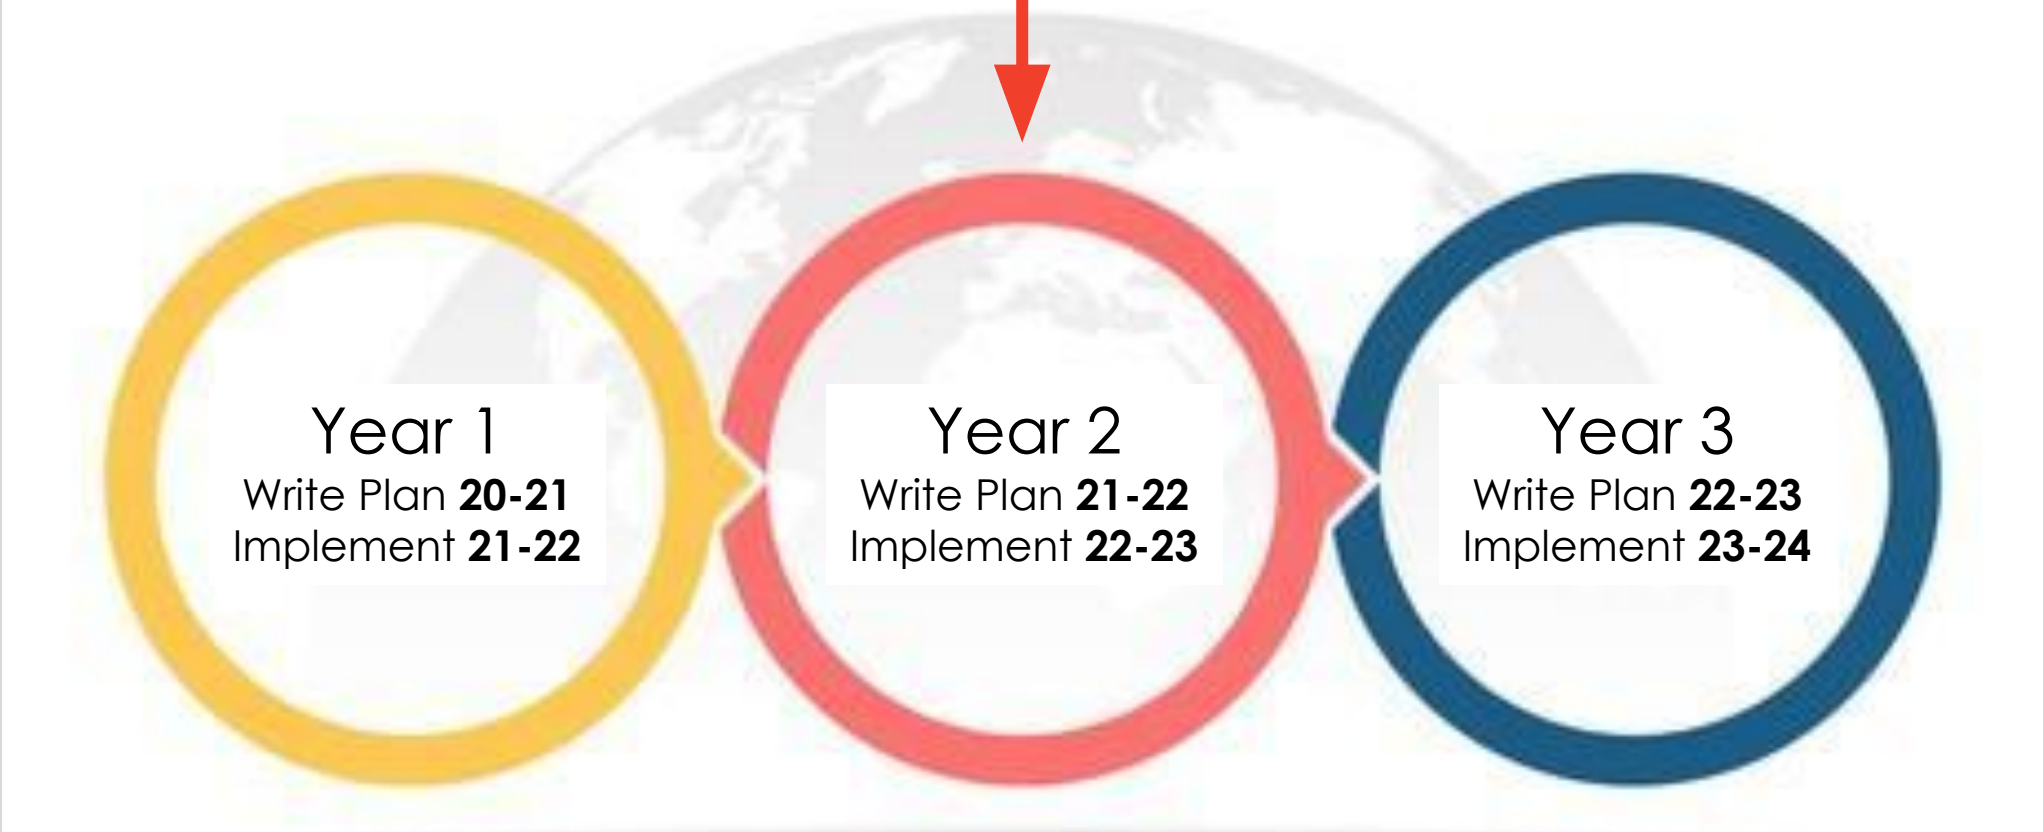 Year 1
Write Plan 20-21
Implement 21-22
Year 2
Write Plan 21-22
Implement 22-23
Year 3
Write Plan 22-23
Implement 23-24